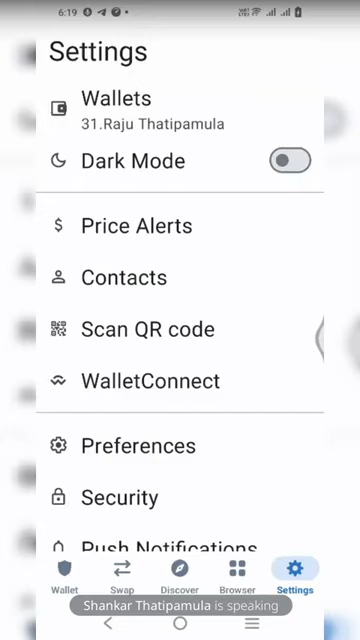 6:19
Settings
Wallets
31.Raju Thatipamula
Dark Mode
Price Alerts
Contacts
Scan QR code
WalletConnect
Preferences
Security
Push Notifications
Wallet Swap Discover Browser Settings
Shankar Thatipamula is speaking